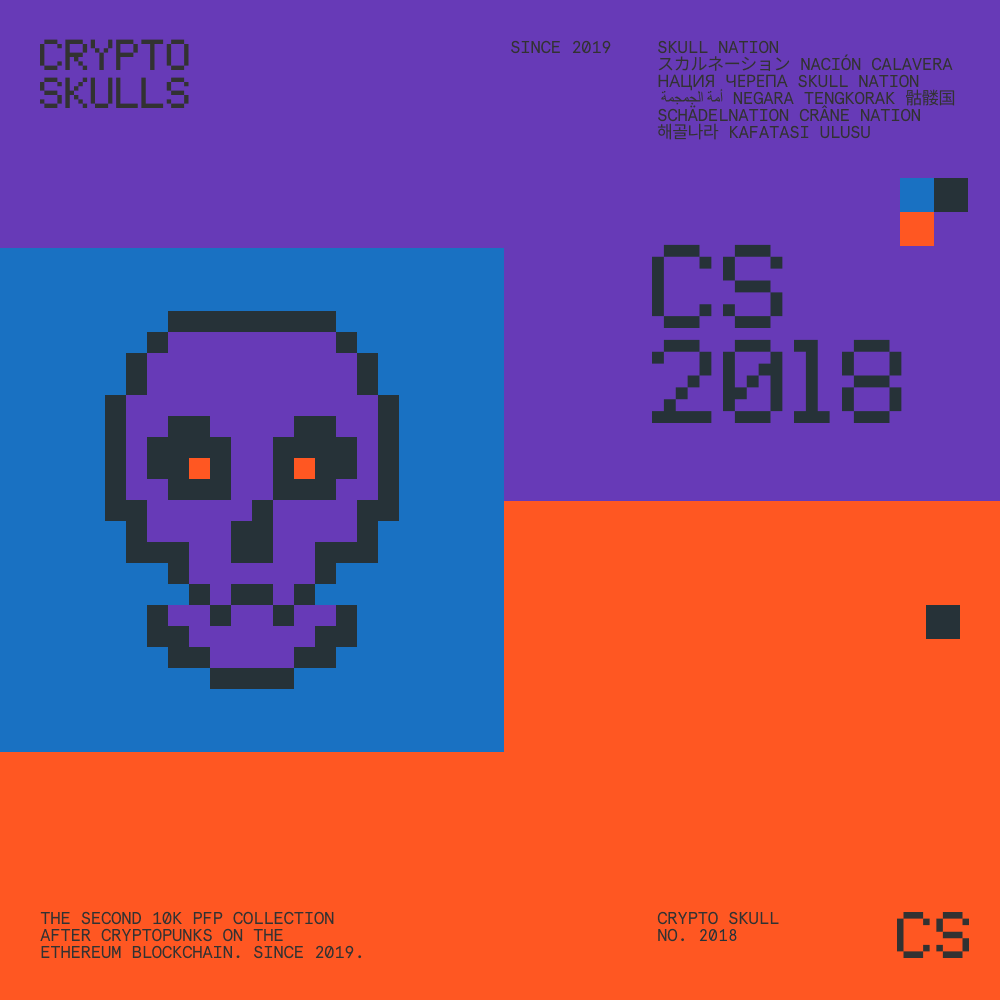 CRYPTO
SKULLS
SINCE 2019
SKULL NATION
スカルネーション NACIÓN CALAVERA
НАЦИЯ ЧЕРЕПА SKULL NATION
أمة الجمجمة NEGARA TENGKORAK 骷髅国
SCHÄDELNATION CRÂNE NATION
해골나라 KAFATASI ULUSU
CS
2018
THE SECOND 10K PFP COLLECTION
AFTER CRYPTOPUNKS ON THE
ETHEREUM BLOCKCHAIN. SINCE 2019.
CRYPTO SKULL
NO. 2018
CS